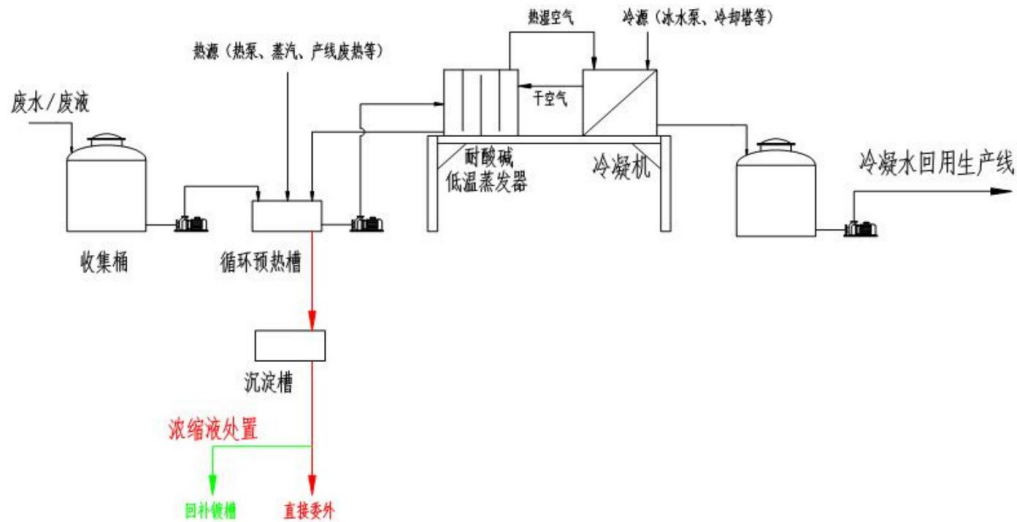 热湿空气
冷源（冰水泵、冷却塔等）
热源（热泵、蒸汽、产线废热等）
干空气
废水/废液
耐酸碱
低温蒸发器
冷凝机
冷凝水回用生产线
收集桶
循环预热槽
沉淀槽
浓缩液处置
回补镀槽
直接委外